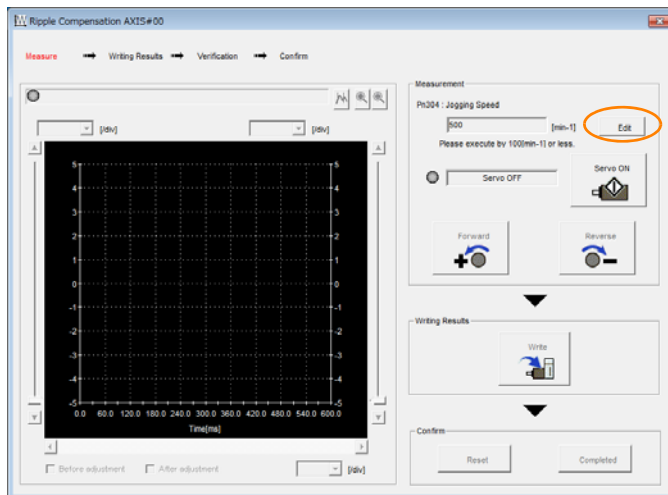 Ripple Compensation AXIS#00
Measure
Writing Results
Verification
Confirm
[/div]
[/div]
5
4
3
2
1
0
-1
-2
-3
-4
-5
5
4
3
2
1
0
-1
-2
-3
-4
-5
0.0 60.0 120.0 180.0 240.0 300.0 360.0 420.0 480.0 540.0 600.0
Time[ms]
Before adjustment
After adjustment
[/div]
Measurement
Pn304 : Jogging Speed
500
[min-1]
Edit
Please execute by 100[min-1] or less.
Servo OFF
Servo ON
Forward
Reverse
Writing Results
Write
Confirm
Reset
Completed